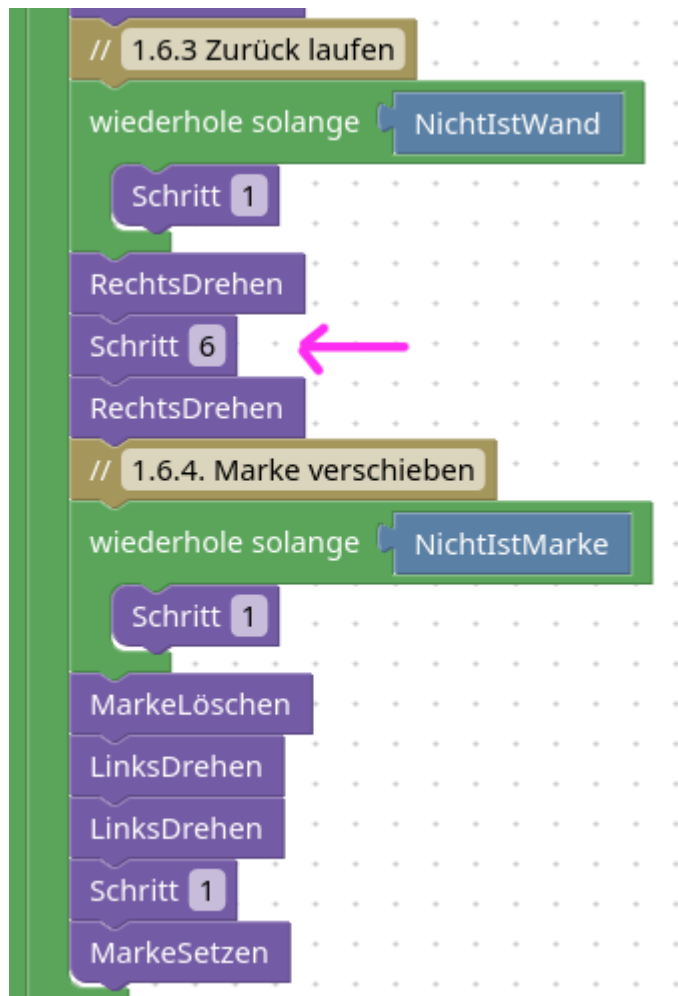 // 1.6.3 Zurück laufen
wiederhole solange NichtIstWand
Schritt 1
RechtsDrehen
Schritt 6
RechtsDrehen
// 1.6.4. Marke verschieben
wiederhole solange NichtIstMarke
Schritt 1
MarkeLöschen
LinksDrehen
LinksDrehen
Schritt 1
MarkeSetzen